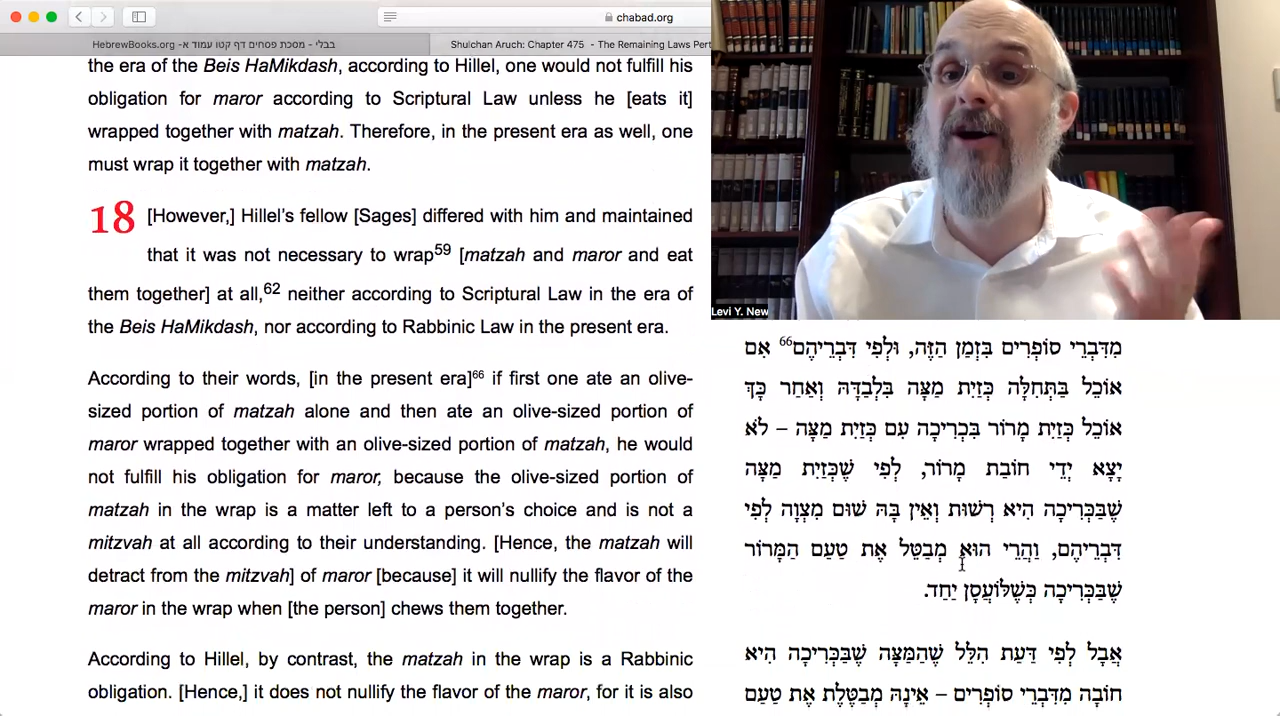 chabad.org
HebrewBooks.org -בבלי - מסכת פסחים דף קטו עמוד א
Shulchan Aruch: Chapter 475 - The Remaining Laws Pert
the era of the Beis HaMikdash, according to Hillel, one would not fulfill his
obligation for maror according to Scriptural Law unless he [eats it]
wrapped together with matzah. Therefore, in the present era as well, one
must wrap it together with matzah.
18 [However,] Hillel's fellow [Sages] differed with him and maintained
that it was not necessary to wrap59 [matzah and maror and eat
them together] at all,62 neither according to Scriptural Law in the era of
the Beis HaMikdash, nor according to Rabbinic Law in the present era.
According to their words, [in the present era]66 if first one ate an olive-
sized portion of matzah alone and then ate an olive-sized portion of
maror wrapped together with an olive-sized portion of matzah, he would
not fulfill his obligation for maror, because the olive-sized portion of
matzah in the wrap is a matter left to a person's choice and is not a
mitzvah at all according to their understanding. [Hence, the matzah will
detract from the mitzvah] of maror [because] it will nullify the flavor of the
maror in the wrap when [the person] chews them together.
According to Hillel, by contrast, the matzah in the wrap is a Rabbinic
obligation. [Hence,] it does not nullify the flavor of the maror, for it is also
Levi Y. New
מִדִּבְרֵי סוֹפְרִים בִּזְמַן הַזֶּה, וּלְפִי דִּבְרֵיהֶם66 אִם
אוֹכֵל בַּתְּחִלָּה כְּזַיִת מַצָּה בִּלְבַדָּהּ וְאַחַר כָּךְ
אוֹכֵל כְּזַיִת מָרוֹר בִּכְרִיכָה עִם כְּזַיִת מַצָּה – לֹא
יָצָא יְדֵי חוֹבַת מָרוֹר, לְפִי שֶׁכְּזַיִת מַצָּה
שֶׁבַּכְּרִיכָה הִיא רְשׁוּת וְאֵין בָּהּ שׁוּם מִצְוָה לְפִי
דִּבְרֵיהֶם, וַהֲרֵי הוּא מְבַטֵּל אֶת טַעַם הַמָּרוֹר
שֶׁבַּכְּרִיכָה כְּשֶׁלּוֹעֲסָן יַחַד.
אֲבָל לְפִי דַּעַת הִלֵּל שֶׁהַמַּצָּה שֶׁבַּכְּרִיכָה הִיא
חוֹבָה מִדִּבְרֵי סוֹפְרִים – אֵינָהּ מְבַטֶּלֶת אֶת טַעַם